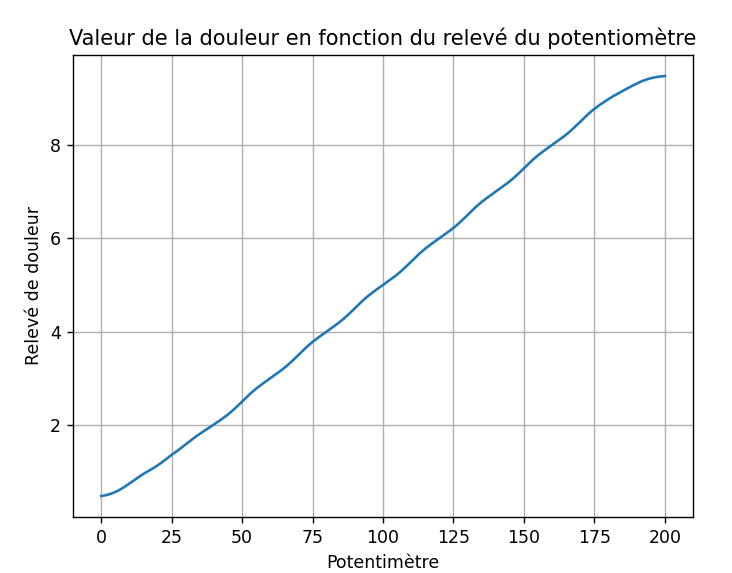 Valeur de la douleur en fonction du relevé du potentiomètre
Relevé de douleur
8
6
4
2
0 25 50 75 100 125 150 175 200
Potentimètre